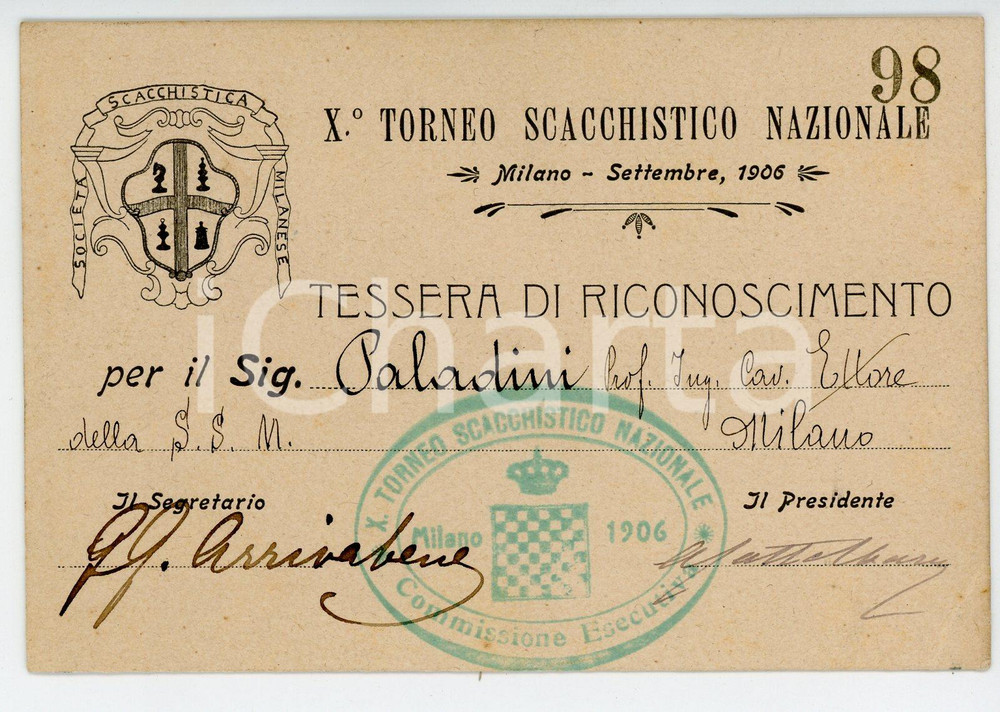 98
SOCIETÀ SCACCHISTICA MILANESE
X.º TORNEO SCACCHISTICO NAZIONALE
Milano - Settembre, 1906
TESSERA DI RICONOSCIMENTO
per il Sig. Paladini Prof. Ing. Cav. Ettore
della S. S. M. Milano
Il Segretario Il Presidente
G. G. Arrivabene
X. TORNEO SCACCHISTICO NAZIONALE
Milano 1906
Commissione Esecutiva
iCharta